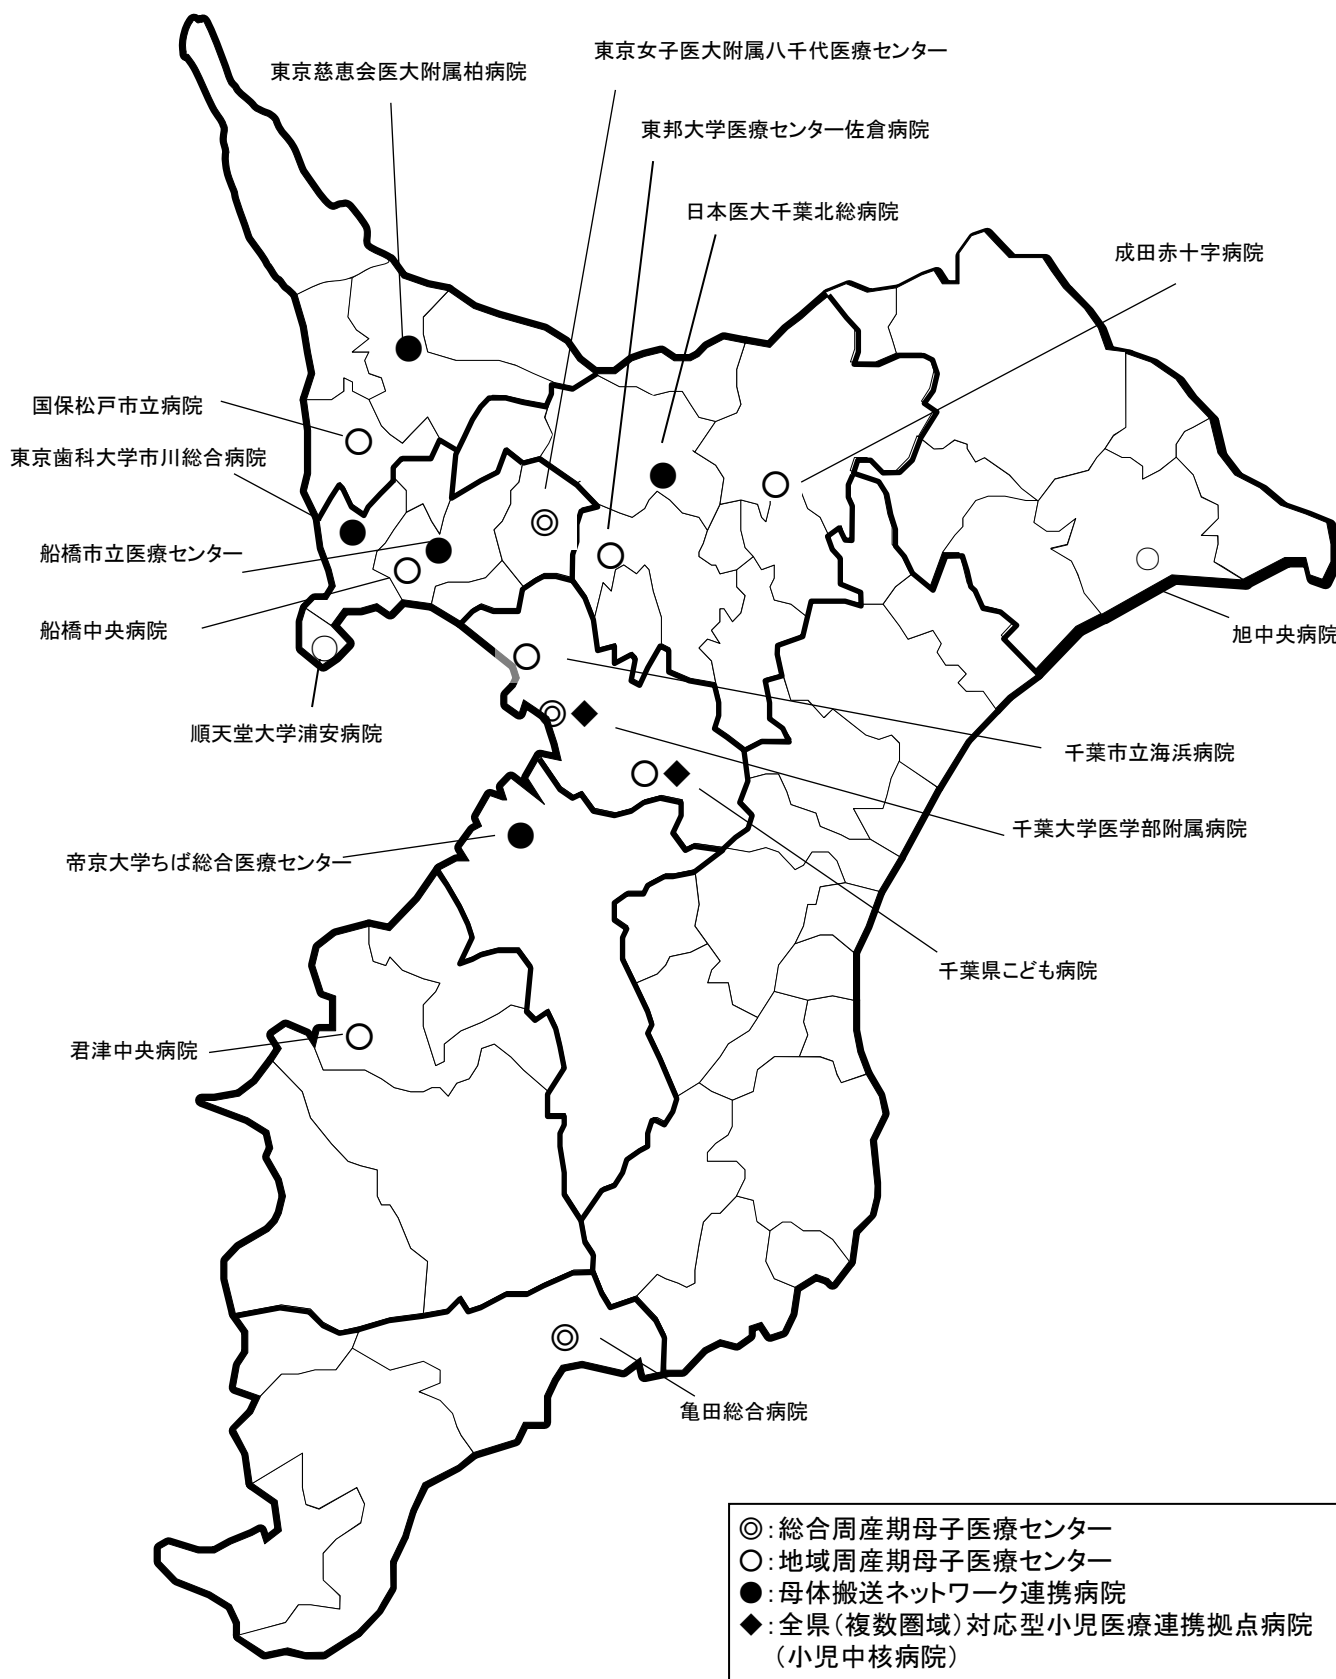 東京女子医大附属八千代医療センター
東京慈恵会医大附属柏病院
東邦大学医療センター佐倉病院
日本医大千葉北総病院
成田赤十字病院
国保松戸市立病院
東京歯科大学市川総合病院
船橋市立医療センター
船橋中央病院
旭中央病院
順天堂大学浦安病院
千葉市立海浜病院
千葉大学医学部附属病院
帝京大学ちば総合医療センター
千葉県こども病院
君津中央病院
亀田総合病院
◎:総合周産期母子医療センター
○:地域周産期母子医療センター
●:母体搬送ネットワーク連携病院
◆:全県(複数圏域)対応型小児医療連携拠点病院
(小児中核病院)